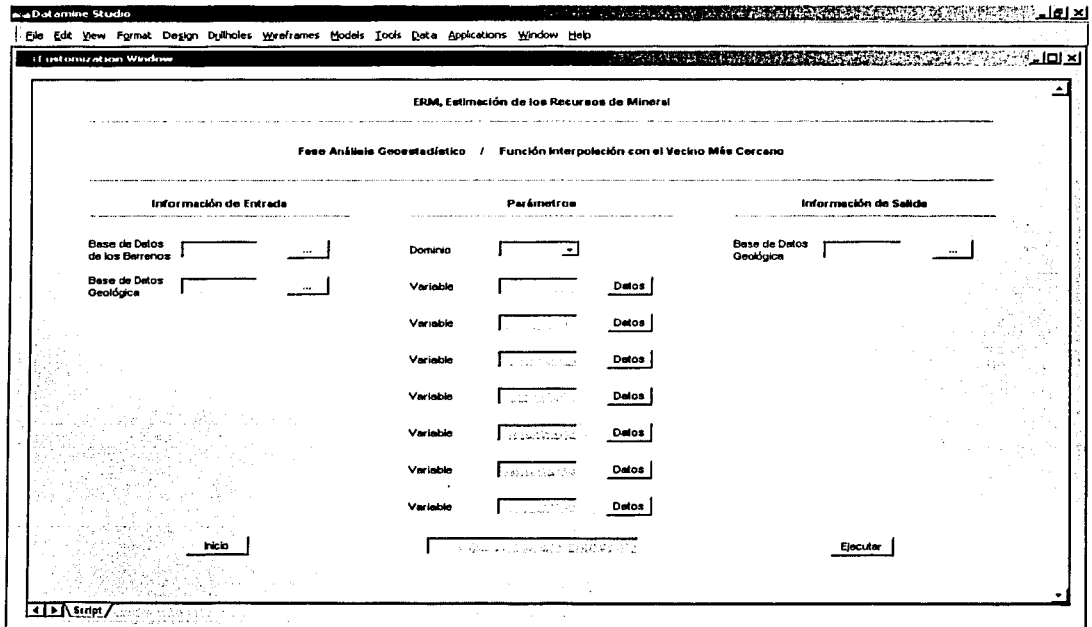 Datamine Studio
File Edit View Format Design Drillholes Wireframes Models Tools Data Applications Window Help
Customization Window
ERM, Estimación de los Recursos de Mineral
Fase Análisis Geoestadístico / Función Interpolación con el Vecino Más Cercano
Información de Entrada Parámetros Información de Salida
Base de Datos de los Barrenos ... Dominio Base de Datos Geológica ...
Base de Datos Geológica ... Variable Datos
Variable Datos
Variable Datos
Variable Datos
Variable Datos
Variable Datos
Variable Datos
Inicio Ejecutar
Script